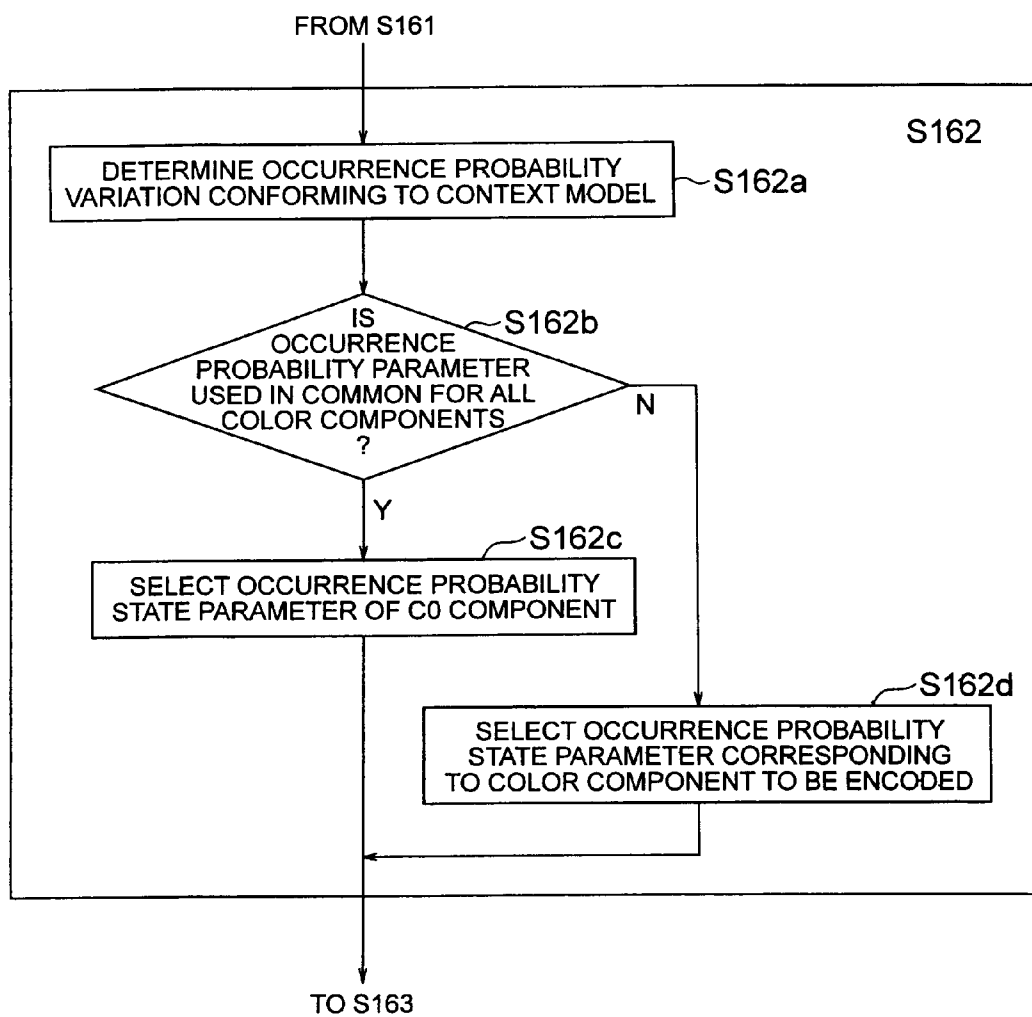 FROM S161
S162
DETERMINE OCCURRENCE PROBABILITY
VARIATION CONFORMING TO CONTEXT MODEL
S162a
IS
OCCURRENCE
PROBABILITY PARAMETER
USED IN COMMON FOR ALL
COLOR COMPONENTS
?
S162b
N
Y
S162c
SELECT OCCURRENCE PROBABILITY
STATE PARAMETER OF C0 COMPONENT
S162d
SELECT OCCURRENCE PROBABILITY
STATE PARAMETER CORRESPONDING
TO COLOR COMPONENT TO BE ENCODED
TO S163